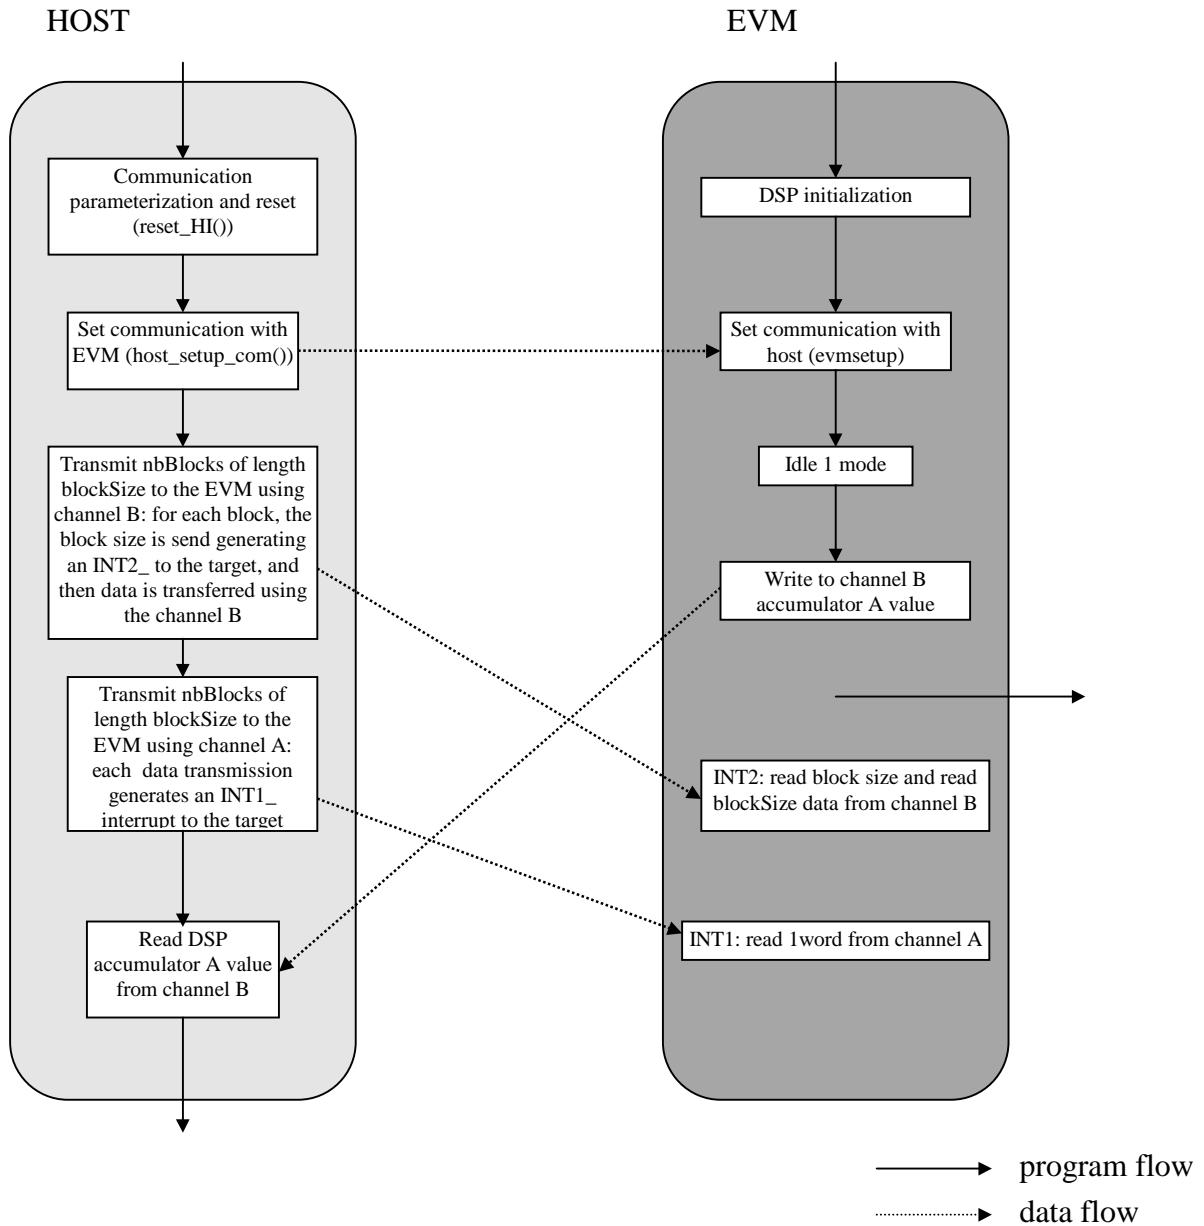 HOST
EVM
Communication
parameterization and reset
(reset_HI())
Set communication with
EVM (host_setup_com())
Transmit nbBlocks of length
blockSize to the EVM using
channel B: for each block, the
block size is send generating
an INT2_ to the target, and
then data is transferred using
the channel B
Transmit nbBlocks of
length blockSize to the
EVM using channel A:
each  data transmission
generates an INT1_
interrupt to the target
Read DSP
accumulator A value
from channel B
DSP initialization
Set communication with
host (evmsetup)
Idle 1 mode
Write to channel B
accumulator A value
INT2: read block size and read
blockSize data from channel B
INT1: read 1word from channel A
program flow
data flow